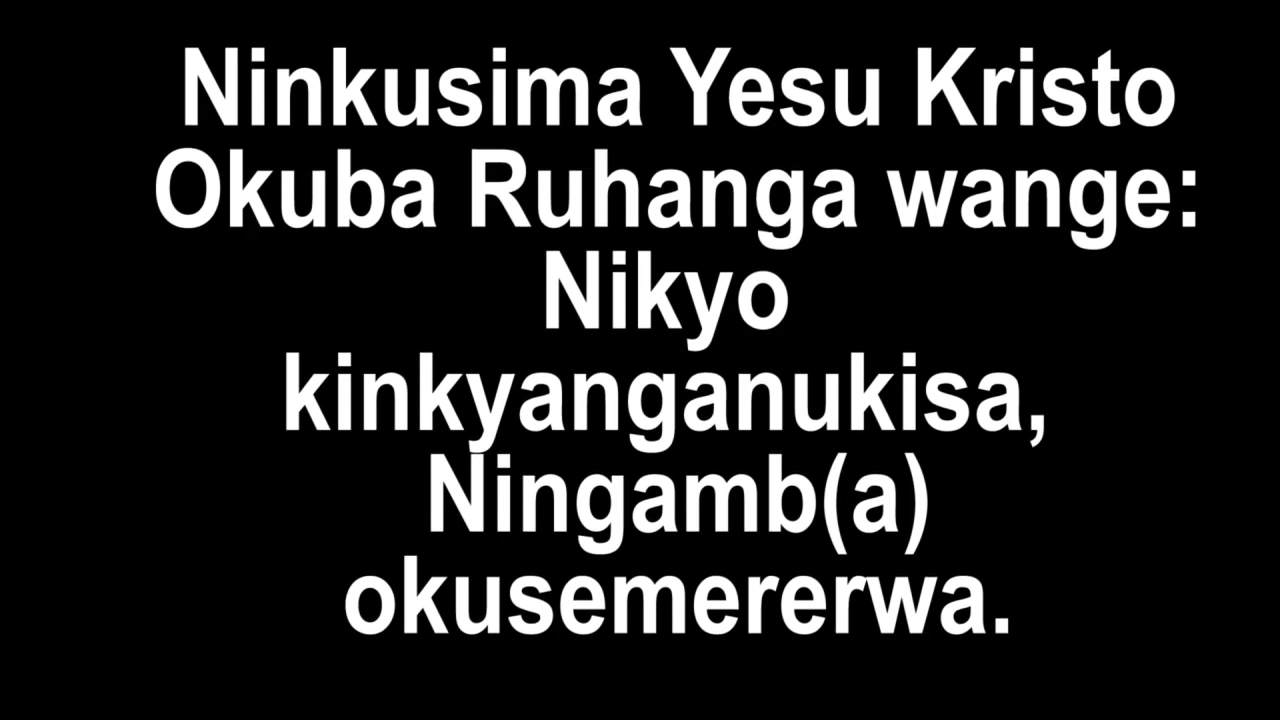 Ninkusima Yesu Kristo
Okuba Ruhanga wange:
Nikyo
kinkyanganukisa,
Ningamb(a)
okusemererwa.